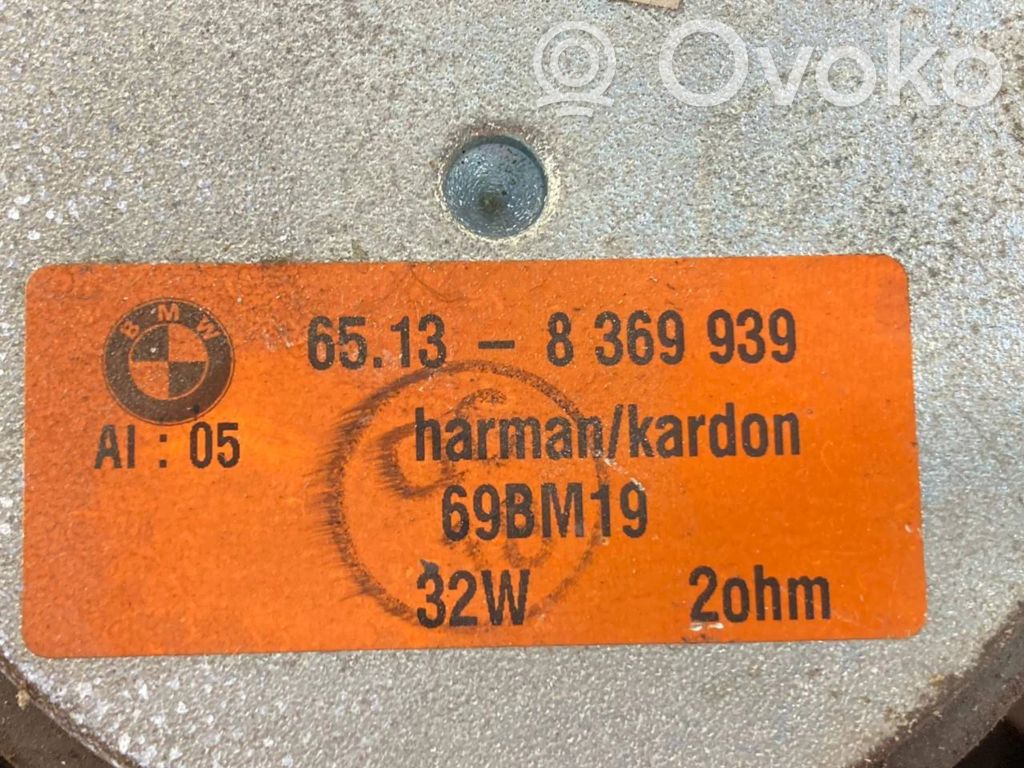 Ovoko
BMW
65.13 – 8 369 939
AI : 05
harman/kardon
69BM19
32W 2ohm